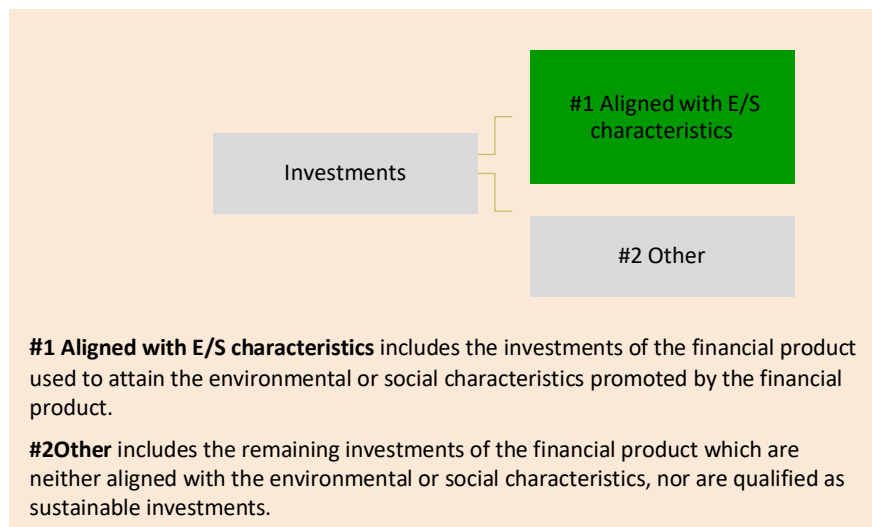 #1 Aligned with E/S
characteristics
Investments
#2 Other
#1 Aligned with E/S characteristics includes the investments of the financial product
used to attain the environmental or social characteristics promoted by the financial
product.
#2Other includes the remaining investments of the financial product which are
neither aligned with the environmental or social characteristics, nor are qualified as
sustainable investments.